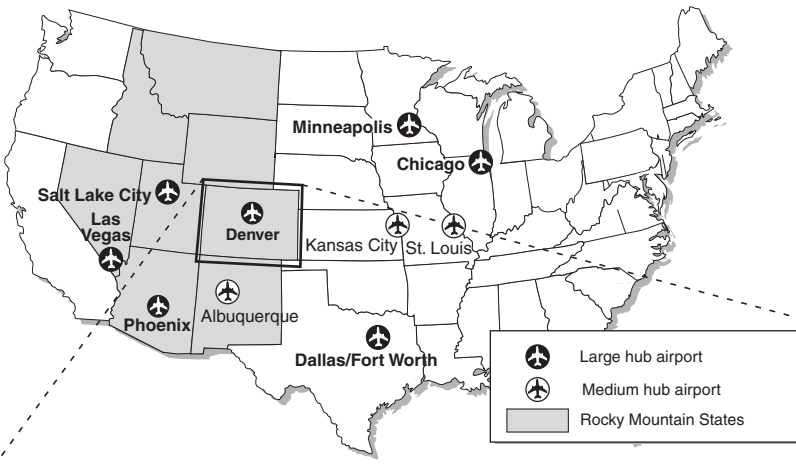 Minneapolis
Chicago
Salt Lake City
Las
Vegas
Denver
Kansas City
St. Louis
Albuquerque
Phoenix
Dallas/Fort Worth
Large hub airport
Medium hub airport
Rocky Mountain States